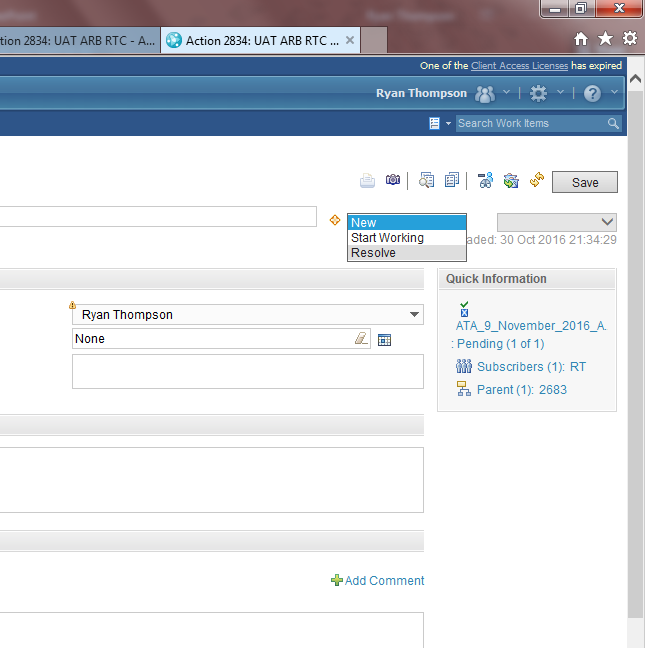 Ryan Thompson
ction 2834: UAT ARB RTC - A...
Action 2834: UAT ARB RTC ...
One of the Client Access Licenses has expired
Ryan Thompson
Search Work Items
Save
New
Start Working
Resolve
aded: 30 Oct 2016 21:34:29
Quick Information
ATA_9_November_2016_A.
: Pending (1 of 1)
Subscribers (1): RT
Parent (1): 2683
Ryan Thompson
None
Add Comment